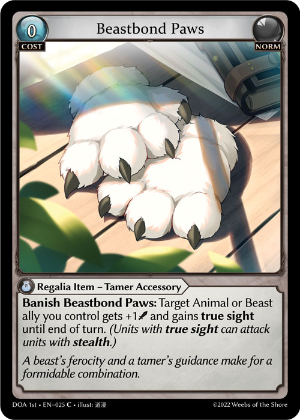 Beastbond Paws
0
COST
NORM
Regalia Item – Tamer Accessory
Banish Beastbond Paws: Target Animal or Beast
ally you control gets +1 and gains true sight
until end of turn. (Units with true sight can attack
units with stealth.)
A beast's ferocity and a tamer's guidance make for a
formidable combination.
DOA 1st • EN-025 C • illust:
©2022 Weebs of the Shore